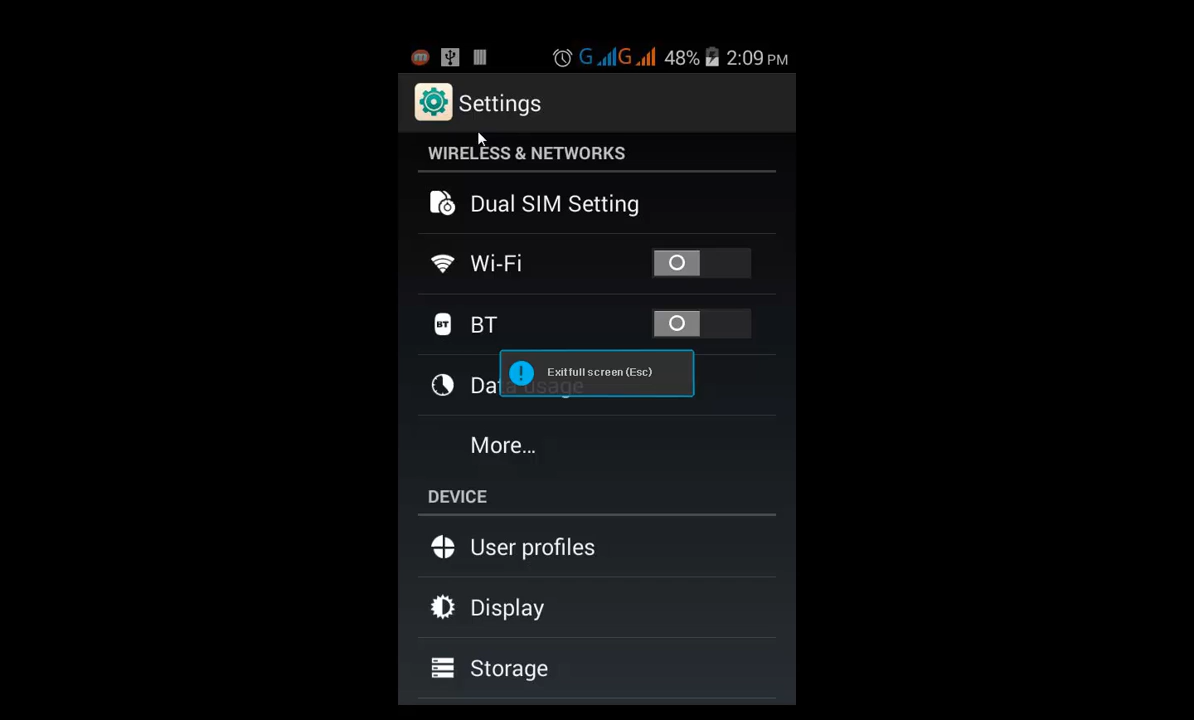 G G 48% 2:09 PM
Settings
WIRELESS & NETWORKS
Dual SIM Setting
Wi-Fi
BT
BT
Exit full screen (Esc)
Data usage
More...
DEVICE
User profiles
Display
Storage